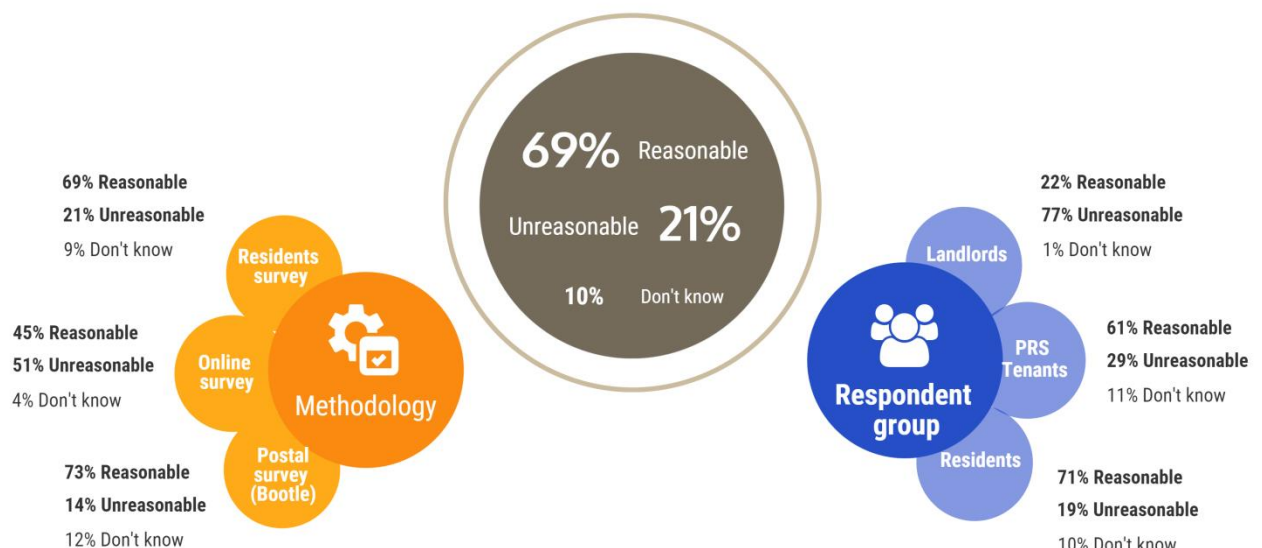 69% Reasonable
Unreasonable 21%
10% Don't know
69% Reasonable
21% Unreasonable
9% Don't know
Residents
survey
45% Reasonable
51% Unreasonable
4% Don't know
Online
survey
Methodology
Postal
survey
(Bootle)
73% Reasonable
14% Unreasonable
12% Don't know
22% Reasonable
77% Unreasonable
1% Don't know
Landlords
61% Reasonable
29% Unreasonable
11% Don't know
PRS
Tenants
Respondent
group
Residents
71% Reasonable
19% Unreasonable
10% Don't know